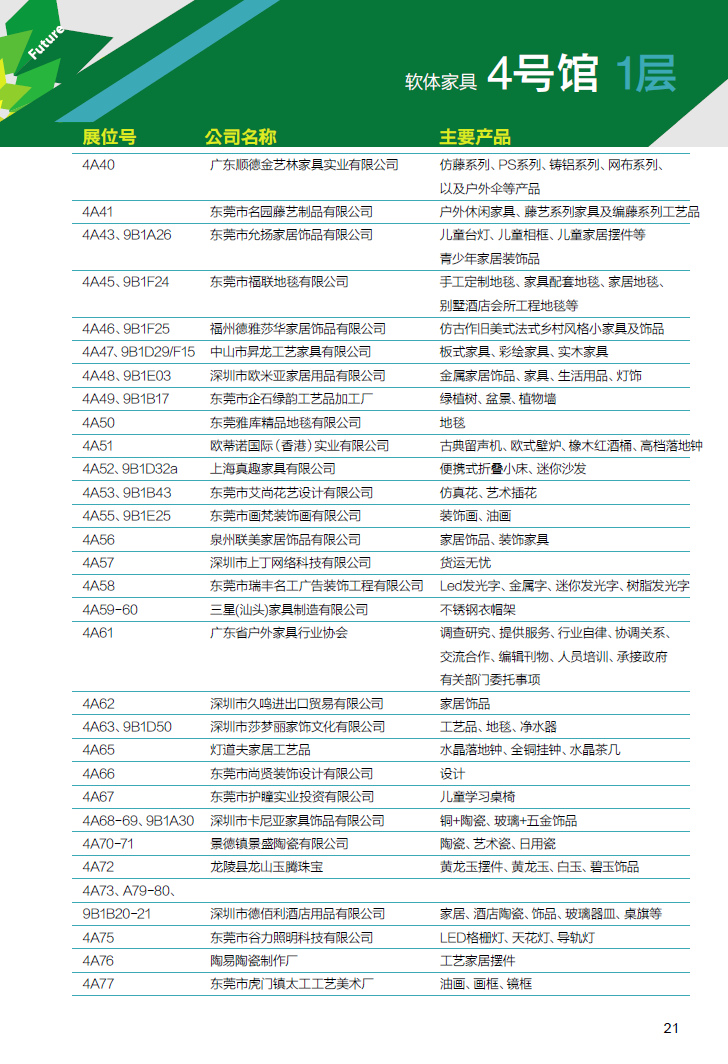 Future
软体家具 4号馆 1层
展位号 公司名称 主要产品
4A40 广东顺德金艺林家具实业有限公司 仿藤系列、PS系列、铸铝系列、网布系列、
以及户外伞等产品
4A41 东莞市名园藤艺制品有限公司 户外休闲家具、藤艺系列家具及编藤系列工艺品
4A43、9B1A26 东莞市允扬家居饰品有限公司 儿童台灯、儿童相框、儿童家居摆件等
青少年家居装饰品
4A45、9B1F24 东莞市福联地毯有限公司 手工定制地毯、家具配套地毯、家居地毯、
别墅酒店会所工程地毯等
4A46、9B1F25 福州德雅莎华家居饰品有限公司 仿古作旧美式法式乡村风格小家具及饰品
4A47、9B1D29/F15 中山市昇龙工艺家具有限公司 板式家具、彩绘家具、实木家具
4A48、9B1E03 深圳市欧米亚家居用品有限公司 金属家居饰品、家具、生活用品、灯饰
4A49、9B1B17 东莞市企石绿韵工艺品加工厂 绿植树、盆景、植物墙
4A50 东莞雅库精品地毯有限公司 地毯
4A51 欧蒂诺国际（香港）实业有限公司 古典留声机、欧式壁炉、橡木红酒桶、高档落地钟
4A52、9B1D32a 上海真趣家具有限公司 便携式折叠小床、迷你沙发
4A53、9B1B43 东莞市艾尚花艺设计有限公司 仿真花、艺术插花
4A55、9B1E25 东莞市画梵装饰画有限公司 装饰画、油画
4A56 泉州联美家居饰品有限公司 家居饰品、装饰家具
4A57 深圳市上丁网络科技有限公司 货运无忧
4A58 东莞市瑞丰名工广告装饰工程有限公司 Led发光字、金属字、迷你发光字、树脂发光字
4A59-60 三星(汕头)家具制造有限公司 不锈钢衣帽架
4A61 广东省户外家具行业协会 调查研究、提供服务、行业自律、协调关系、
交流合作、编辑刊物、人员培训、承接政府
有关部门委托事项
4A62 深圳市久鸣进出口贸易有限公司 家居饰品
4A63、9B1D50 深圳市莎梦丽家饰文化有限公司 工艺品、地毯、净水器
4A65 灯道夫家居工艺品 水晶落地钟、全铜挂钟、水晶茶几
4A66 东莞市尚贤装饰设计有限公司 设计
4A67 东莞市护瞳实业投资有限公司 儿童学习桌椅
4A68-69、9B1A30 深圳市卡尼亚家具饰品有限公司 铜+陶瓷、玻璃+五金饰品
4A70-71 景德镇景盛陶瓷有限公司 陶瓷、艺术瓷、日用瓷
4A72 龙陵县龙山玉腾珠宝 黄龙玉摆件、黄龙玉、白玉、碧玉饰品
4A73、A79-80、
9B1B20-21 深圳市德佰利酒店用品有限公司 家居、酒店陶瓷、饰品、玻璃器皿、桌旗等
4A75 东莞市谷力照明科技有限公司 LED格栅灯、天花灯、导轨灯
4A76 陶易陶瓷制作厂 工艺家居摆件
4A77 东莞市虎门镇太工工艺美术厂 油画、画框、镜框
21